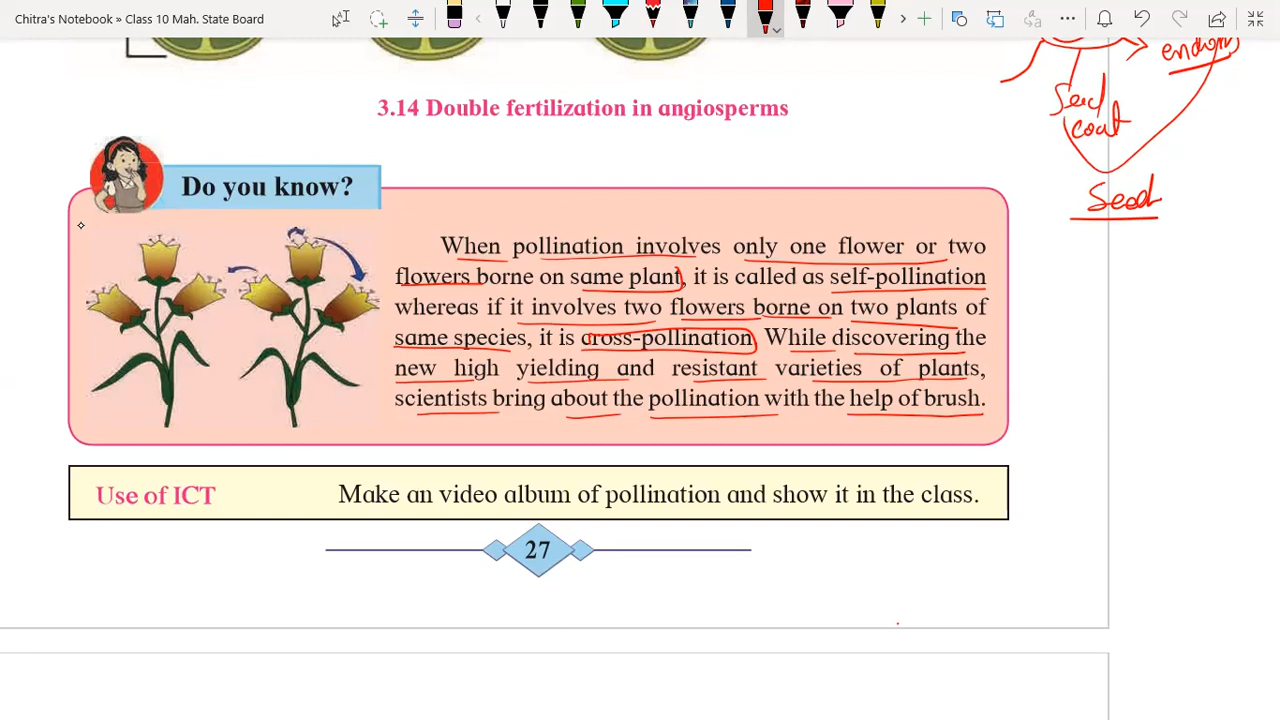 Chitra's Notebook » Class 10 Mah. State Board
Seed
coat
Seed
3.14 Double fertilization in angiosperms
Do you know?
When pollination involves only one flower or two
flowers borne on same plant, it is called as self-pollination
whereas if it involves two flowers borne on two plants of
same species, it is cross-pollination. While discovering the
new high yielding and resistant varieties of plants,
scientists bring about the pollination with the help of brush.
Use of ICT Make an video album of pollination and show it in the class.
27